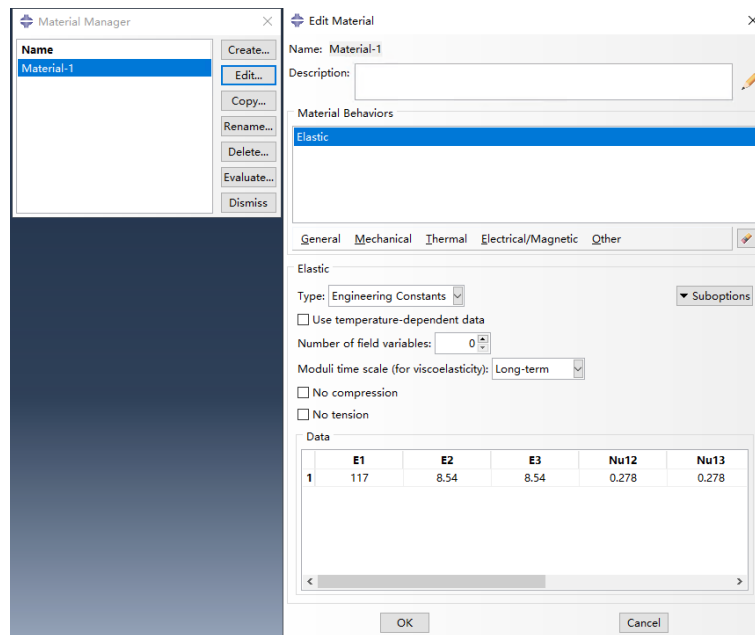 Material Manager
Name
Material-1
Create...
Edit...
Copy...
Rename...
Delete...
Evaluate...
Dismiss
Edit Material
Name: Material-1
Description:
Material Behaviors
Elastic
General Mechanical Thermal Electrical/Magnetic Other
Elastic
Type: Engineering Constants
Suboptions
Use temperature-dependent data
Number of field variables: 0
Moduli time scale (for viscoelasticity): Long-term
No compression
No tension
Data
E1 E2 E3 Nu12 Nu13
1 117 8.54 8.54 0.278 0.278
OK Cancel